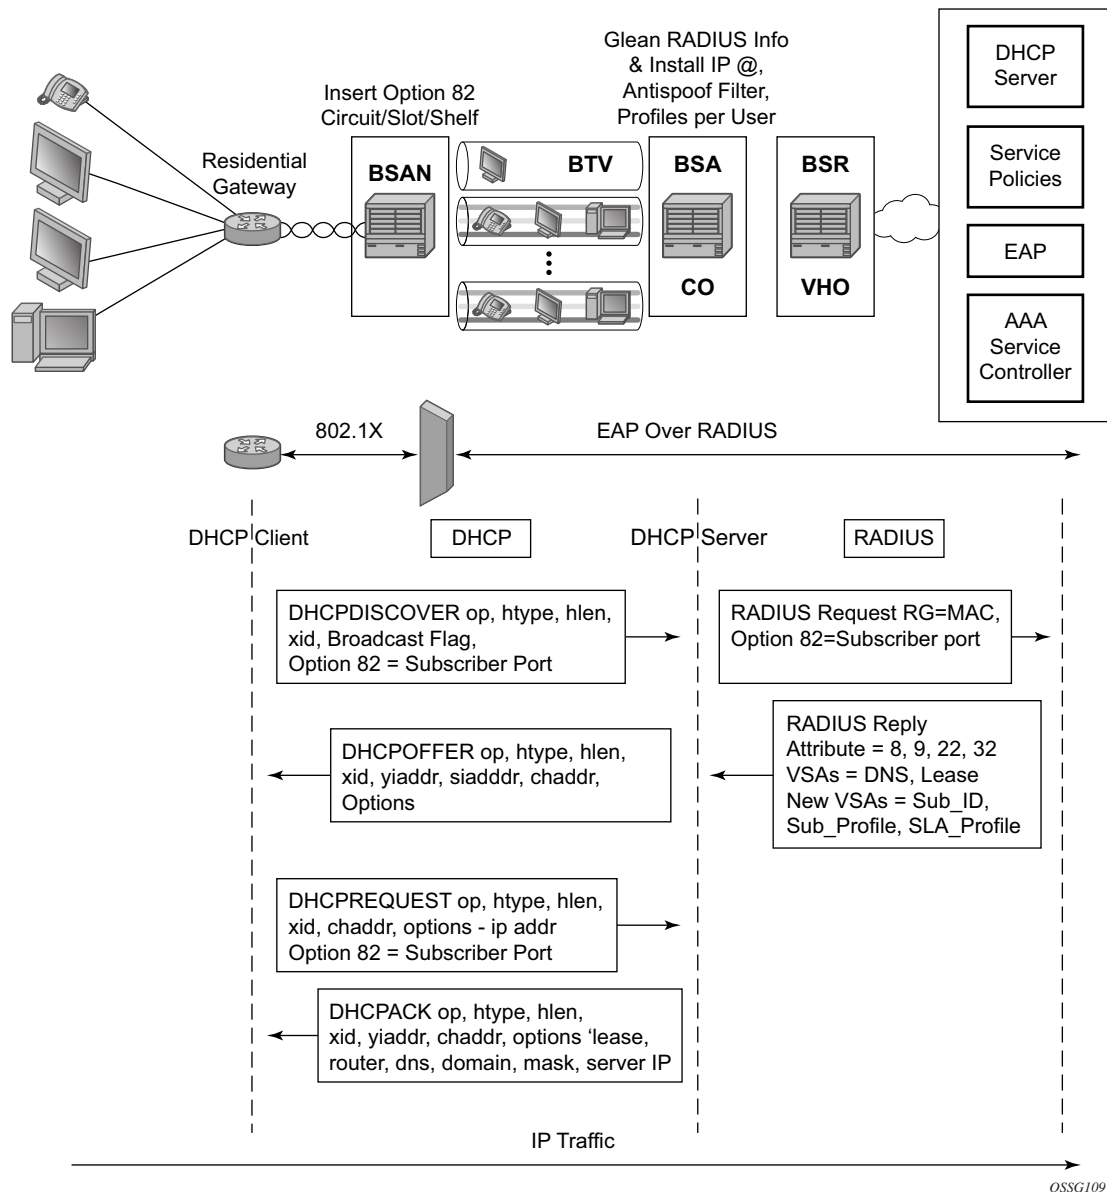 Glean RADIUS Info
& Install IP @,
Antispoof Filter,
Profiles per User
Insert Option 82
Circuit/Slot/Shelf
Residential
Gateway
BSAN
BTV
BSA
CO
BSR
VHO
DHCP
Server
Service
Policies
EAP
AAA
Service
Controller
802.1X
EAP Over RADIUS
DHCP Client
DHCP
DHCP Server
RADIUS
DHCPDISCOVER op, htype, hlen,
xid, Broadcast Flag,
Option 82 = Subscriber Port
RADIUS Request RG=MAC,
Option 82=Subscriber port
RADIUS Reply
Attribute = 8, 9, 22, 32
VSAs = DNS, Lease
New VSAs = Sub_ID,
Sub_Profile, SLA_Profile
DHCPOFFER op, htype, hlen,
xid, yiaddr, siadddr, chaddr,
Options
DHCPREQUEST op, htype, hlen,
xid, chaddr, options - ip addr
Option 82 = Subscriber Port
DHCPACK op, htype, hlen,
xid, yiaddr, chaddr, options ‘lease,
router, dns, domain, mask, server IP
IP Traffic
OSSG109